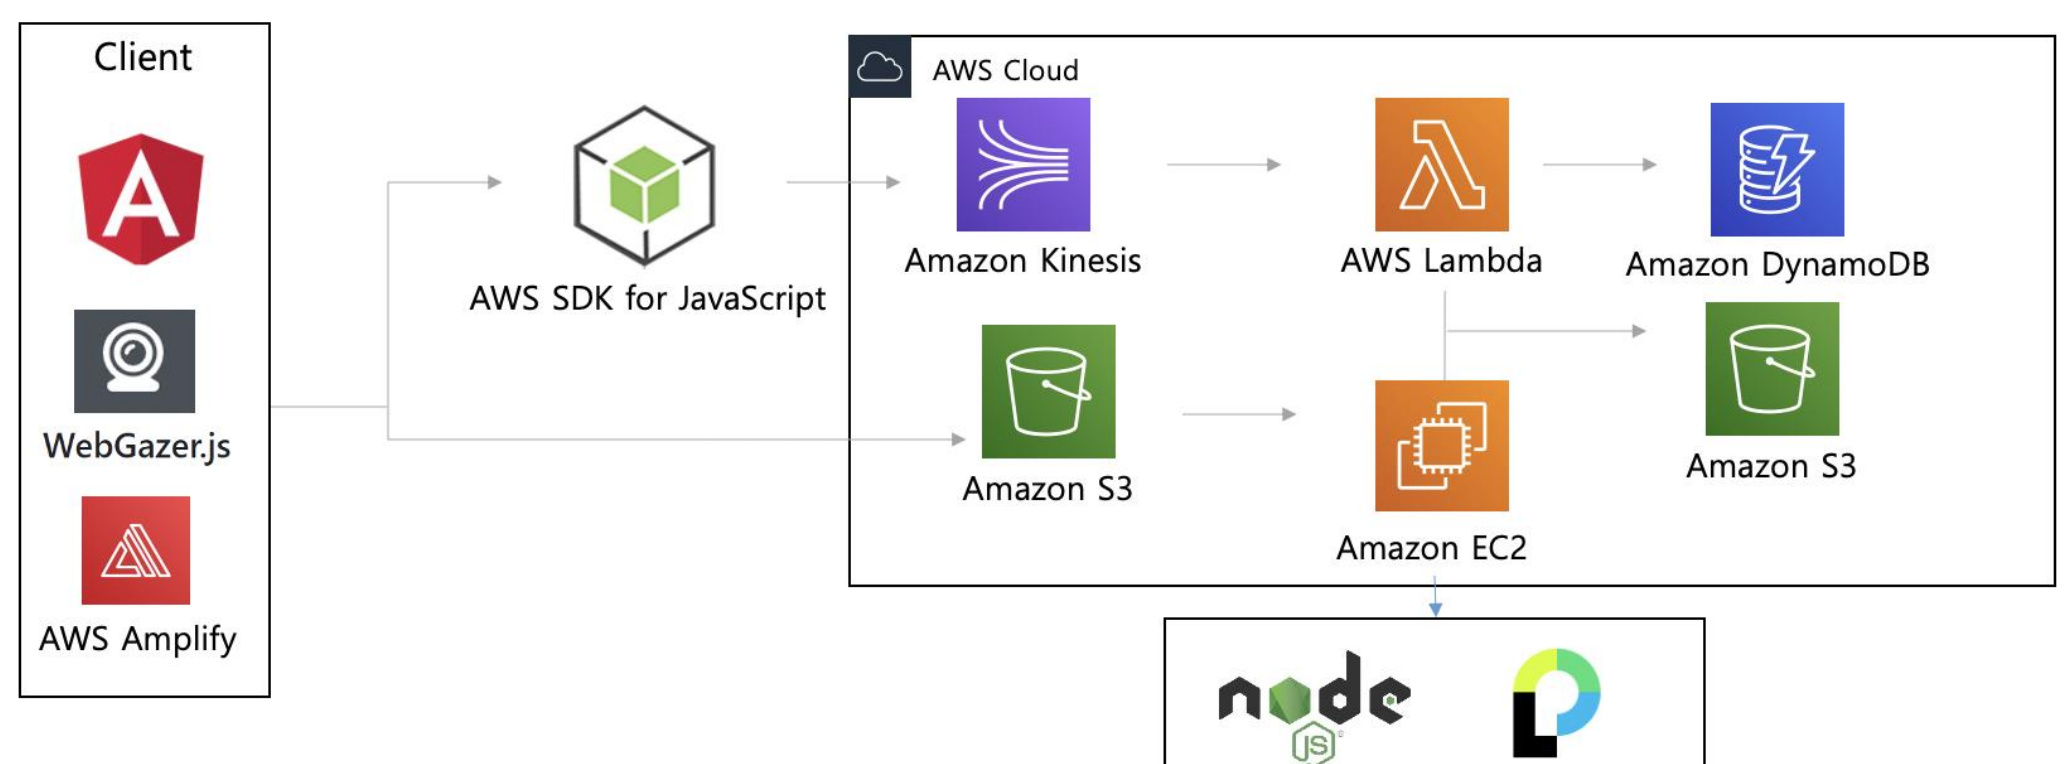 Client
AWS Cloud
A
Amazon Kinesis
AWS Lambda
Amazon DynamoDB
AWS SDK for JavaScript
WebGazer.js
Amazon S3
Amazon S3
Amazon EC2
AWS Amplify
node
JS